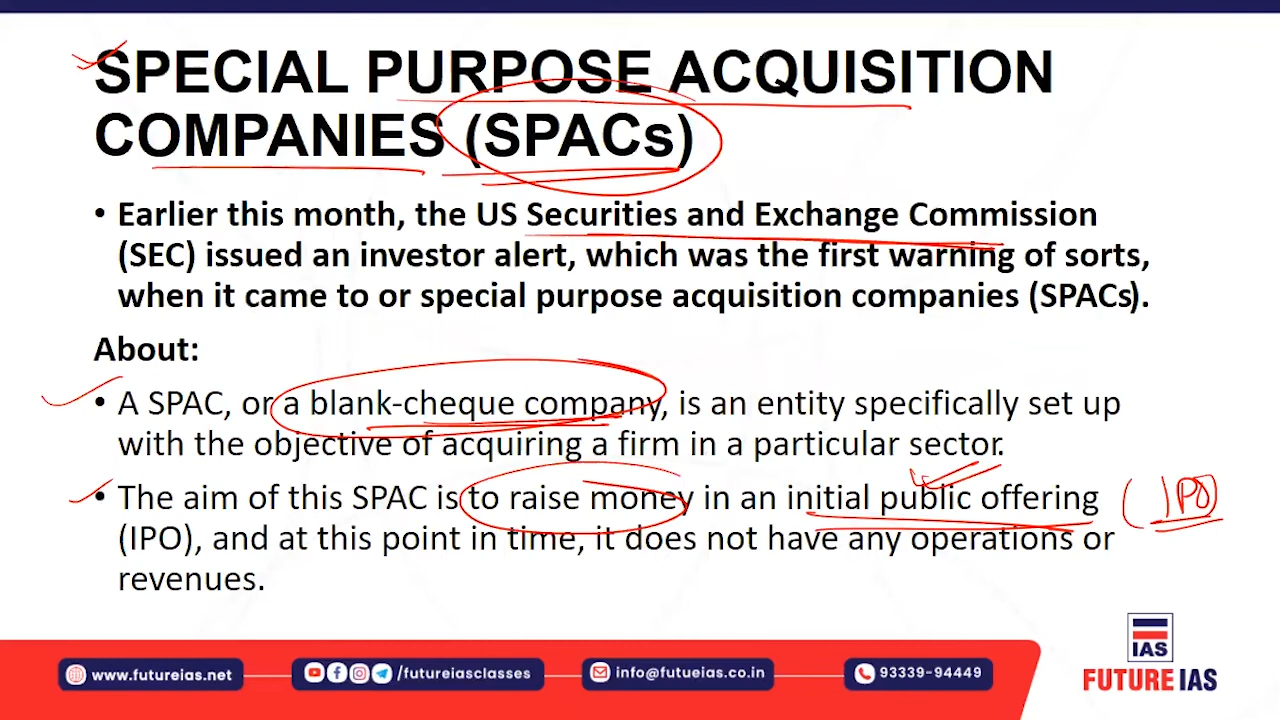 SPECIAL PURPOSE ACQUISITION
COMPANIES (SPACs)
• Earlier this month, the US Securities and Exchange Commission
(SEC) issued an investor alert, which was the first warning of sorts,
when it came to or special purpose acquisition companies (SPACs).
About:
• A SPAC, or a blank-cheque company, is an entity specifically set up
with the objective of acquiring a firm in a particular sector.
• The aim of this SPAC is to raise money in an initial public offering
(IPO
(IPO), and at this point in time, it does not have any operations or
revenues.
www.futureias.net
/futureiasclasses
info@futueias.co.in
93339-94449
IAS
FUTURE IAS